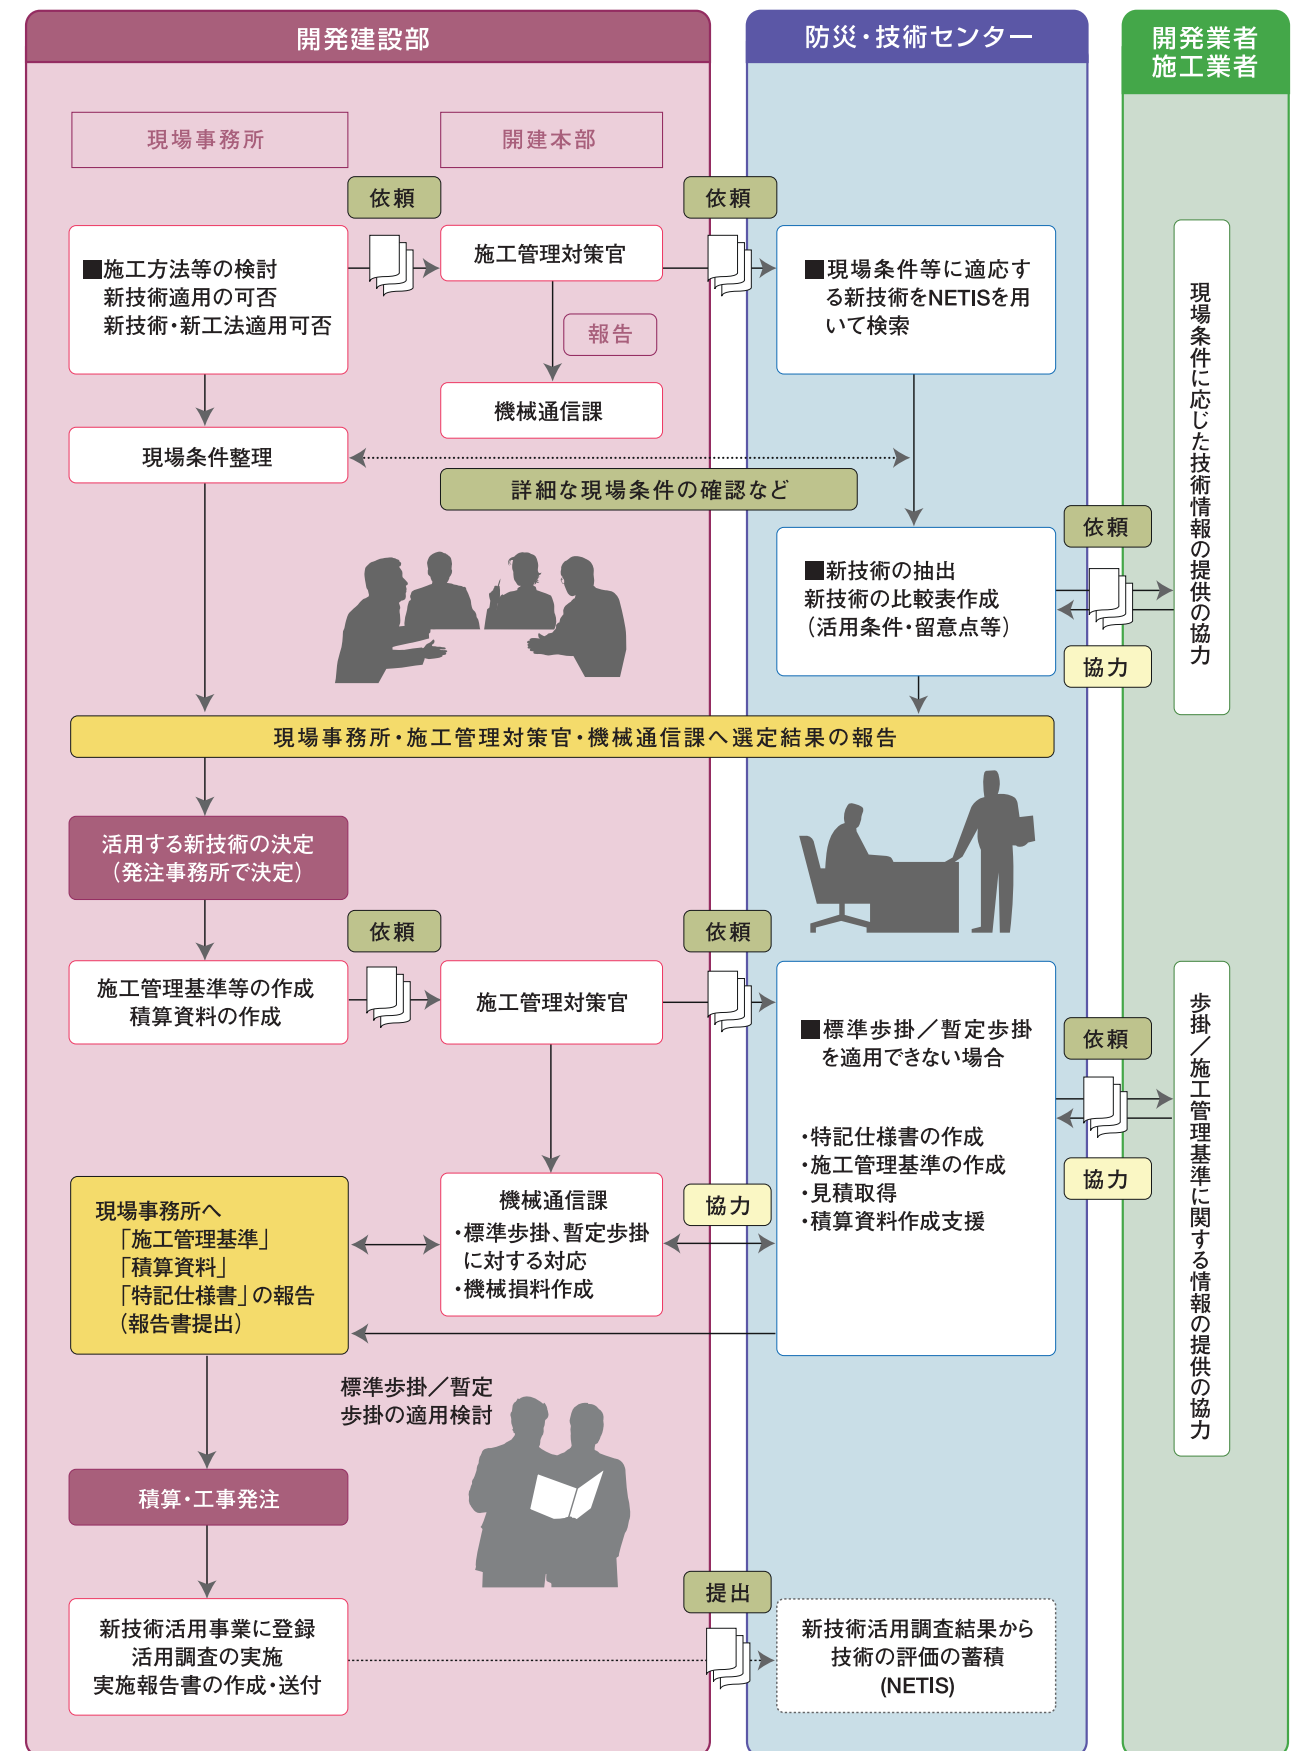 開発建設部
防災・技術センター
開発業者
施工業者
現場事務所
開建本部
依頼
依頼
■施工方法等の検討
新技術適用の可否
新技術・新工法適用可否
施工管理対策官
■現場条件等に適応す
る新技術をNETISを用
いて検索
報告
機械通信課
現場条件に応じた技術情報の提供の協力
現場条件整理
詳細な現場条件の確認など
依頼
■新技術の抽出
新技術の比較表作成
（活用条件・留意点等）
協力
現場事務所・施工管理対策官・機械通信課へ選定結果の報告
活用する新技術の決定
（発注事務所で決定）
依頼
依頼
施工管理基準等の作成
積算資料の作成
施工管理対策官
■標準歩掛／暫定歩掛
を適用できない場合
・特記仕様書の作成
・施工管理基準の作成
・見積取得
・積算資料作成支援
依頼
協力
歩掛／施工管理基準に関する情報の提供の協力
現場事務所へ
「施工管理基準」
「積算資料」
「特記仕様書」の報告
（報告書提出）
機械通信課
・標準歩掛、暫定歩掛
に対する対応
・機械損料作成
協力
標準歩掛／暫定
歩掛の適用検討
積算・工事発注
提出
新技術活用事業に登録
活用調査の実施
実施報告書の作成・送付
新技術活用調査結果から
技術の評価の蓄積
(NETIS)